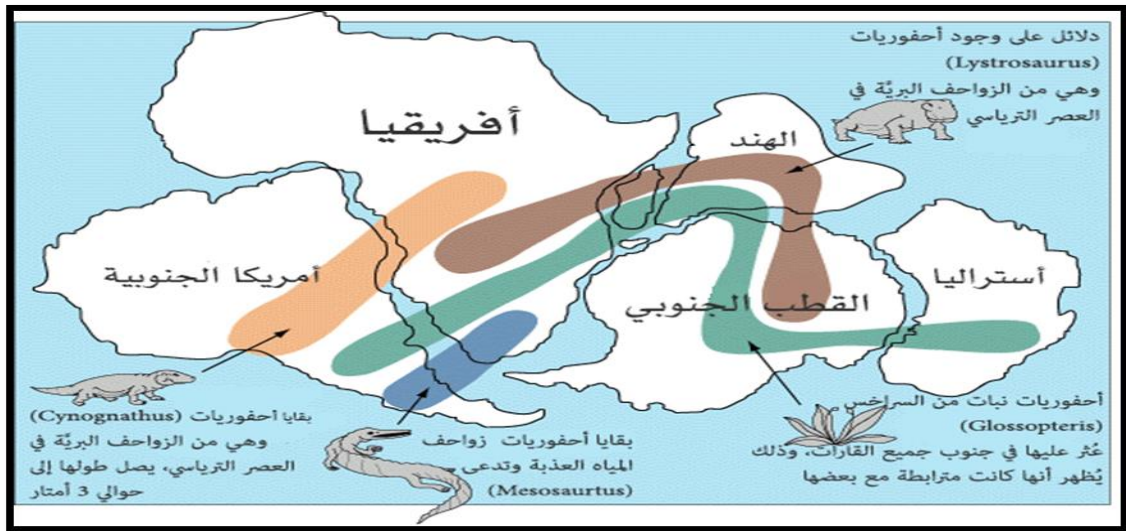 دلائل على وجود أحفوريات
(Lystrosaurus)
وهي من الزواحف البريَّة في
العصر الترياسي
أفريقيا
الهند
أمريكا الجنوبية
القطب الجنوبي
أستراليا
أحفوريات نبات من السراخس
(Glossopteris)
عُثر عليها في جنوب جميع القارات، وذلك
يُظهر أنها كانت مترابطة مع بعضها
بقايا أحفوريات زواحف
المياه العذبة وتدعى
(Mesosaurtus)
بقايا أحفوريات (Cynognathus)
وهي من الزواحف البريَّة في
العصر الترياسي، يصل طولها إلى
حوالي 3 أمتار